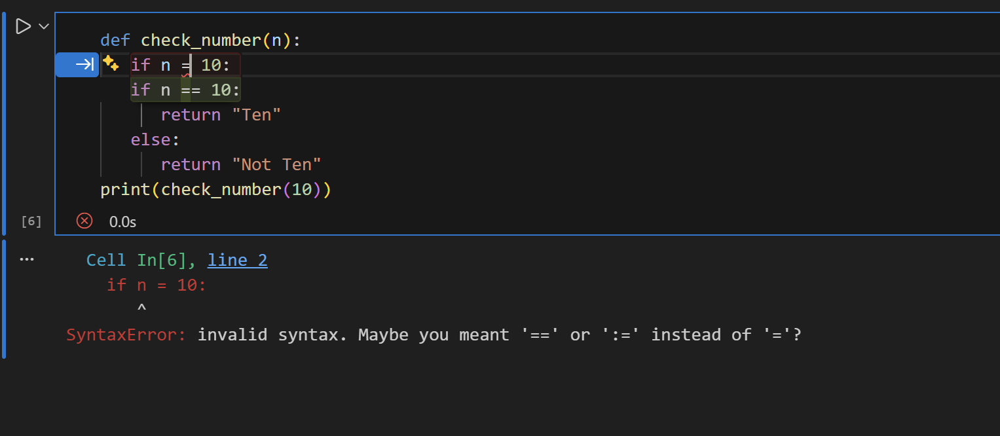 def check_number(n):
if n = 10:
if n == 10:
return "Ten"
else:
return "Not Ten"
print(check_number(10))
[6]
0.0s
...
Cell In[6], line 2
if n = 10:
^
SyntaxError: invalid syntax. Maybe you meant '==' or ':=' instead of '='?